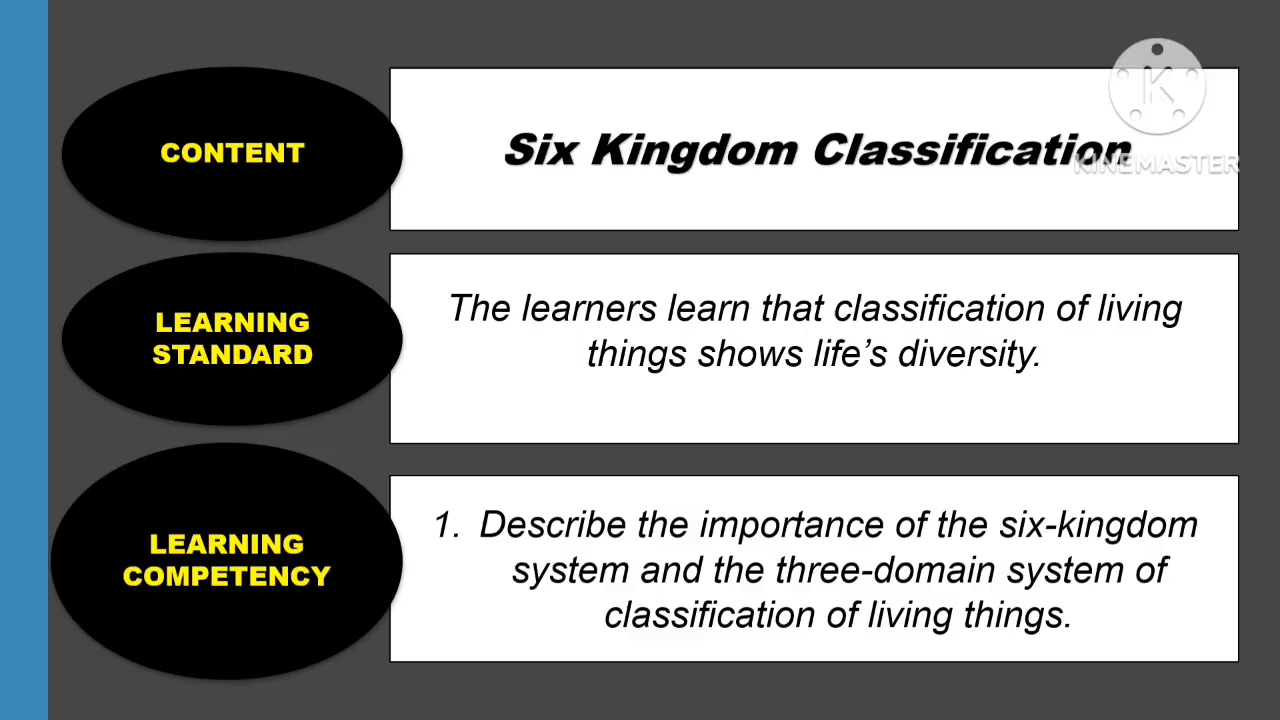 CONTENT
Six Kingdom Classification
KINEMASTER
LEARNING
STANDARD
The learners learn that classification of living
things shows life’s diversity.
LEARNING
COMPETENCY
1. Describe the importance of the six-kingdom
system and the three-domain system of
classification of living things.